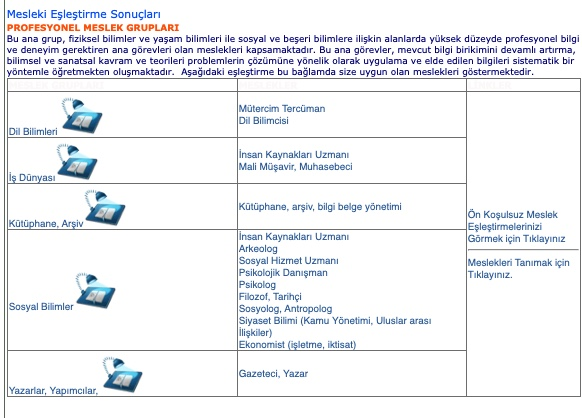 Mesleki Eşleştirme Sonuçları
PROFESYONEL MESLEK GRUPLARI
Bu ana grup, fiziksel bilimler ve yaşam bilimleri ile sosyal ve beşeri bilimlere ilişkin alanlarda yüksek düzeyde profesyonel bilgi
ve deneyim gerektiren ana görevleri olan meslekleri kapsamaktadır. Bu ana görevler, mevcut bilgi birikimini devamlı artırma,
bilimsel ve sanatsal kavram ve teorileri problemlerin çözümüne yönelik olarak uygulama ve elde edilen bilgileri sistematik bir
yöntemle öğretmekten oluşmaktadır. Aşağıdaki eşleştirme bu bağlamda size uygun olan meslekleri göstermektedir.
Dil Bilimleri
Mütercim Tercüman
Dil Bilimcisi
İş Dünyası
İnsan Kaynakları Uzmanı
Mali Müşavir, Muhasebeci
Kütüphane, Arşiv
Kütüphane, arşiv, bilgi belge yönetimi
Sosyal Bilimler
İnsan Kaynakları Uzmanı
Arkeolog
Sosyal Hizmet Uzmanı
Psikolojik Danışman
Psikolog
Filozof, Tarihçi
Sosyolog, Antropolog
Siyaset Bilimi (Kamu Yönetimi, Uluslar arası
İlişkiler)
Ekonomist (işletme, iktisat)
Yazarlar, Yapımcılar,
Gazeteci, Yazar
Ön Koşulsuz Meslek
Eşleştirmelerinizi
Görmek için Tıklayınız
Meslekleri Tanımak için
Tıklayınız.